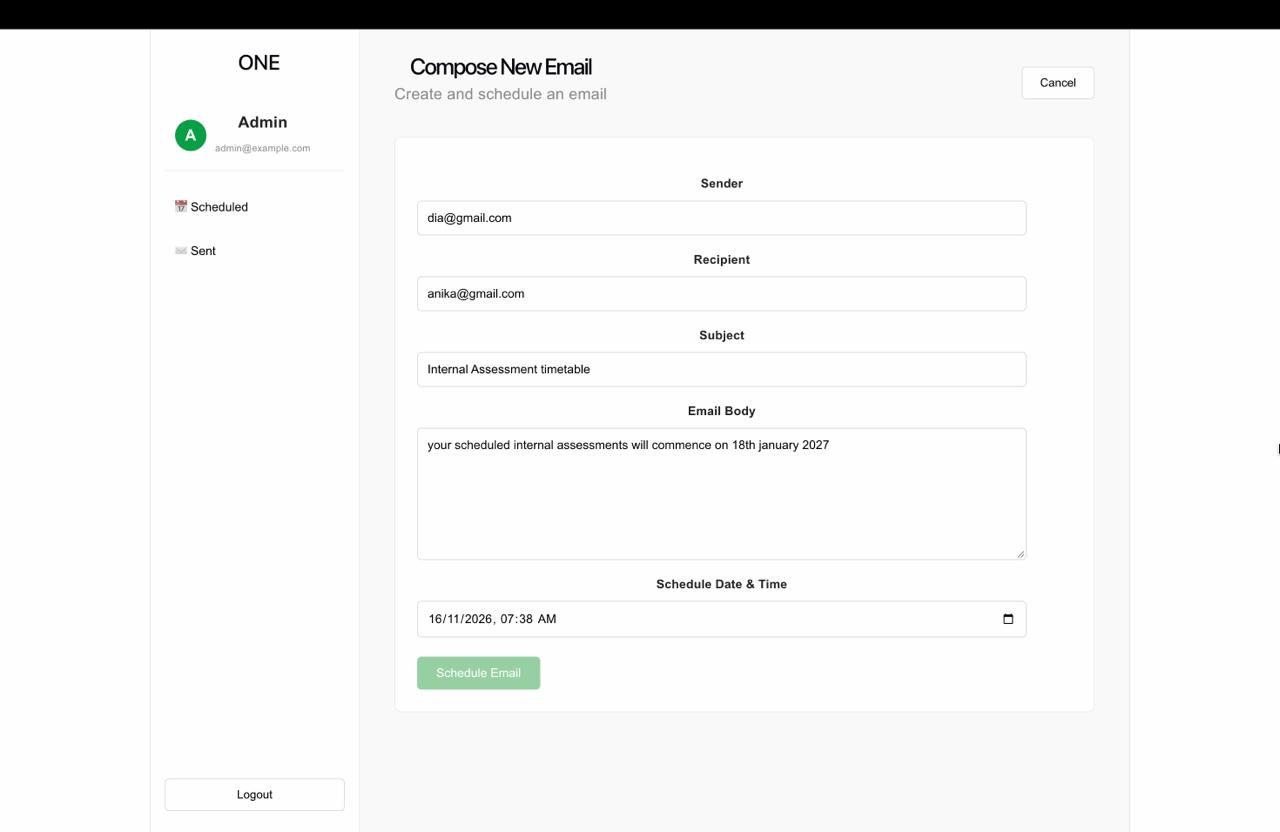 ONE
A
Admin
admin@example.com
📅 Scheduled
✉️ Sent
Logout
Compose New Email
Create and schedule an email
Cancel
Sender
dia@gmail.com
Recipient
anika@gmail.com
Subject
Internal Assessment timetable
Email Body
your scheduled internal assessments will commence on 18th january 2027
Schedule Date & Time
16/11/2026, 07:38 AM
Schedule Email